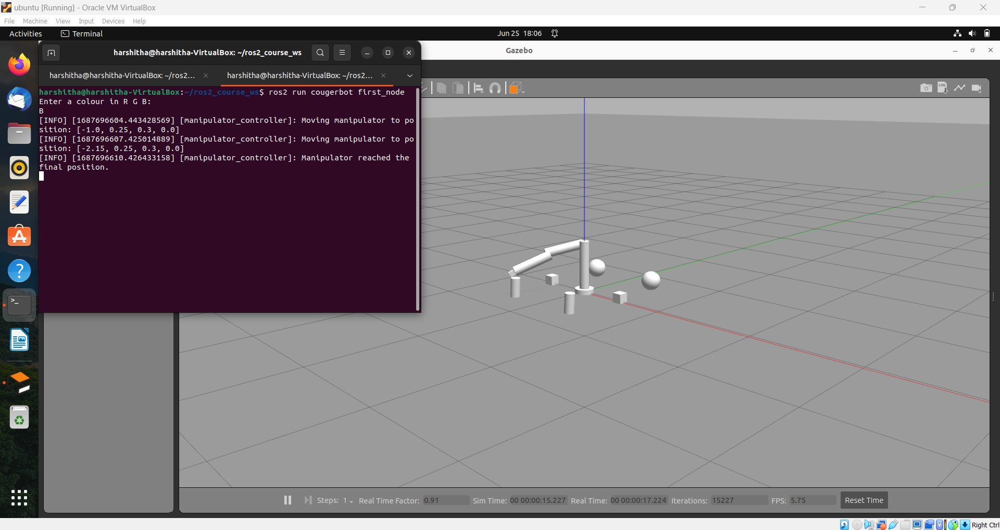 ubuntu [Running] - Oracle VM VirtualBox
File Machine View Input Devices Help
Activities Terminal Jun 25 18:06
harshitha@harshitha-VirtualBox: ~/ros2_course_ws
Gazebo
harshitha@harshitha-VirtualBox: ~/ros2... harshitha@harshitha-VirtualBox: ~/ros2...
LOG
harshitha@harshitha-VirtualBox:~/ros2_course_ws$ ros2 run cougerbot first_node
Enter a colour in R G B:
B
[INFO] [1687696604.443428569] [manipulator_controller]: Moving manipulator to po
sition: [-1.0, 0.25, 0.3, 0.0]
[INFO] [1687696607.425014889] [manipulator_controller]: Moving manipulator to po
sition: [-2.15, 0.25, 0.3, 0.0]
[INFO] [1687696610.426433158] [manipulator_controller]: Manipulator reached the
final position.
Steps: 1 Real Time Factor: 0.91 Sim Time: 00 00:00:15.227 Real Time: 00 00:00:17.224 Iterations: 15227 FPS: 5.75 Reset Time
Right Ctrl